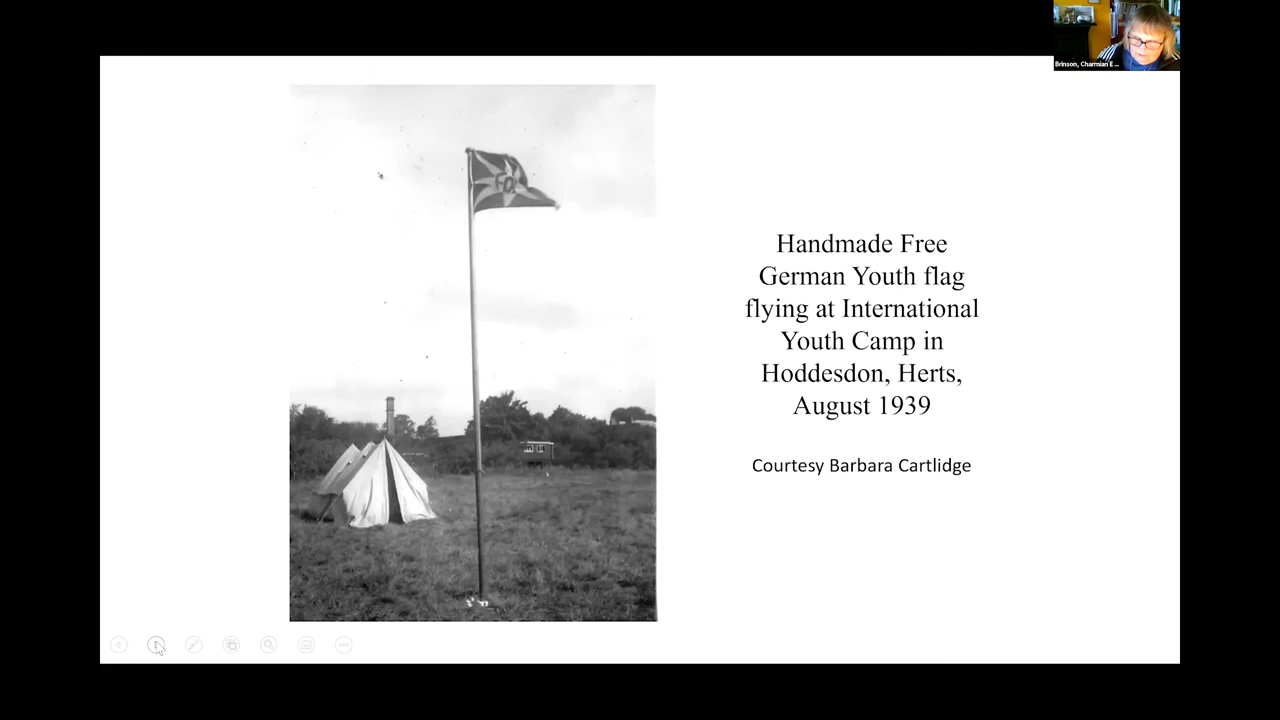 Brinson, Charmian E...
FDJ
Handmade Free
German Youth flag
flying at International
Youth Camp in
Hoddesdon, Herts,
August 1939
Courtesy Barbara Cartlidge